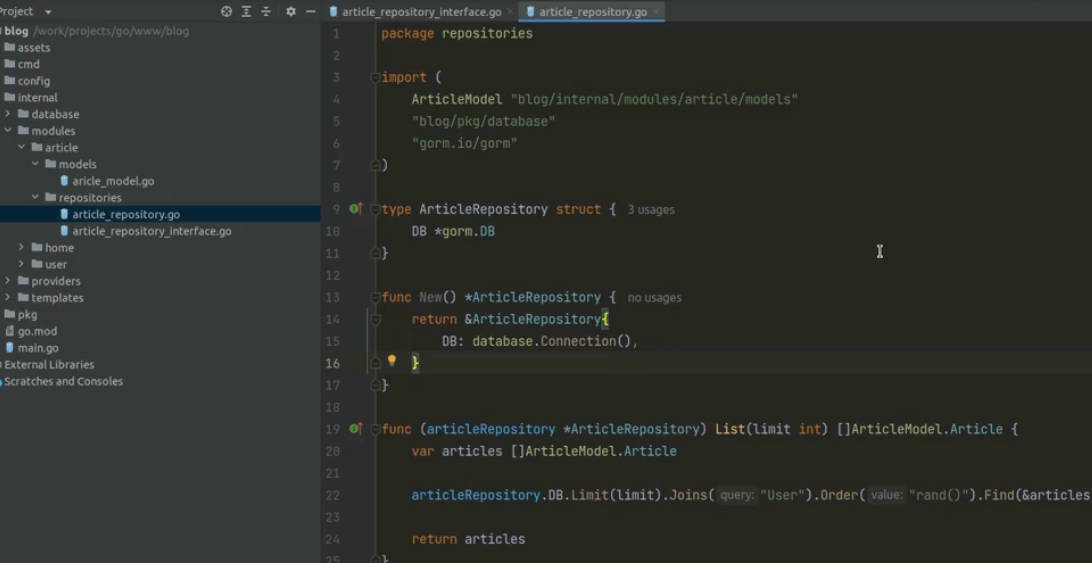 Project
blog /work/projects/go/www/blog
assets
cmd
config
internal
database
modules
article
models
aricle_model.go
repositories
article_repository.go
article_repository_interface.go
home
user
providers
templates
pkg
go.mod
main.go
External Libraries
Scratches and Consoles
article_repository_interface.go × article_repository.go ×
1 package repositories
2
3 import (
4 ArticleModel "blog/internal/modules/article/models"
5 "blog/pkg/database"
6 "gorm.io/gorm"
7 )
8
9 type ArticleRepository struct { 3 usages
10 DB *gorm.DB
11 }
12
13 func New() *ArticleRepository { no usages
14 return &ArticleRepository{
15 DB: database.Connection(),
16 }
17 }
18
19 func (articleRepository *ArticleRepository) List(limit int) []ArticleModel.Article {
20 var articles []ArticleModel.Article
21
22 articleRepository.DB.Limit(limit).Joins( query: "User").Order( value: "rand()").Find(&articles
23
24 return articles
25 }